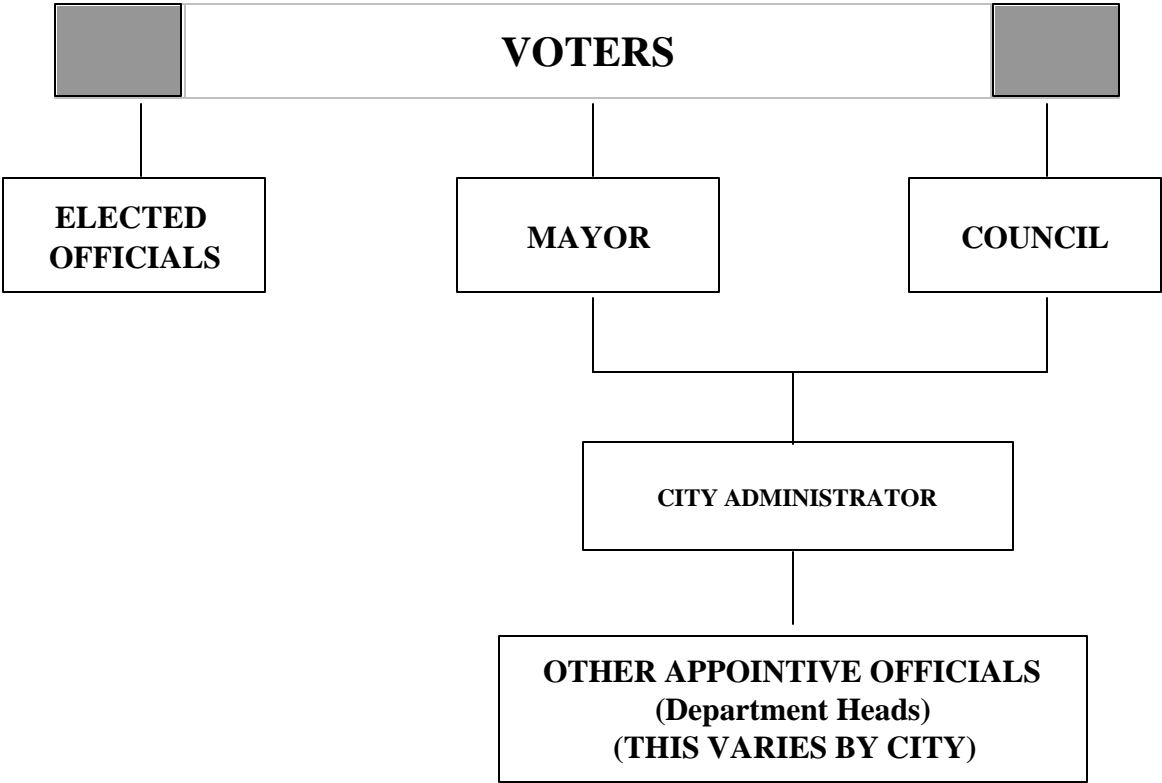 VOTERS
ELECTED
OFFICIALS
MAYOR
COUNCIL
CITY ADMINISTRATOR
OTHER APPOINTIVE OFFICIALS
(Department Heads)
(THIS VARIES BY CITY)